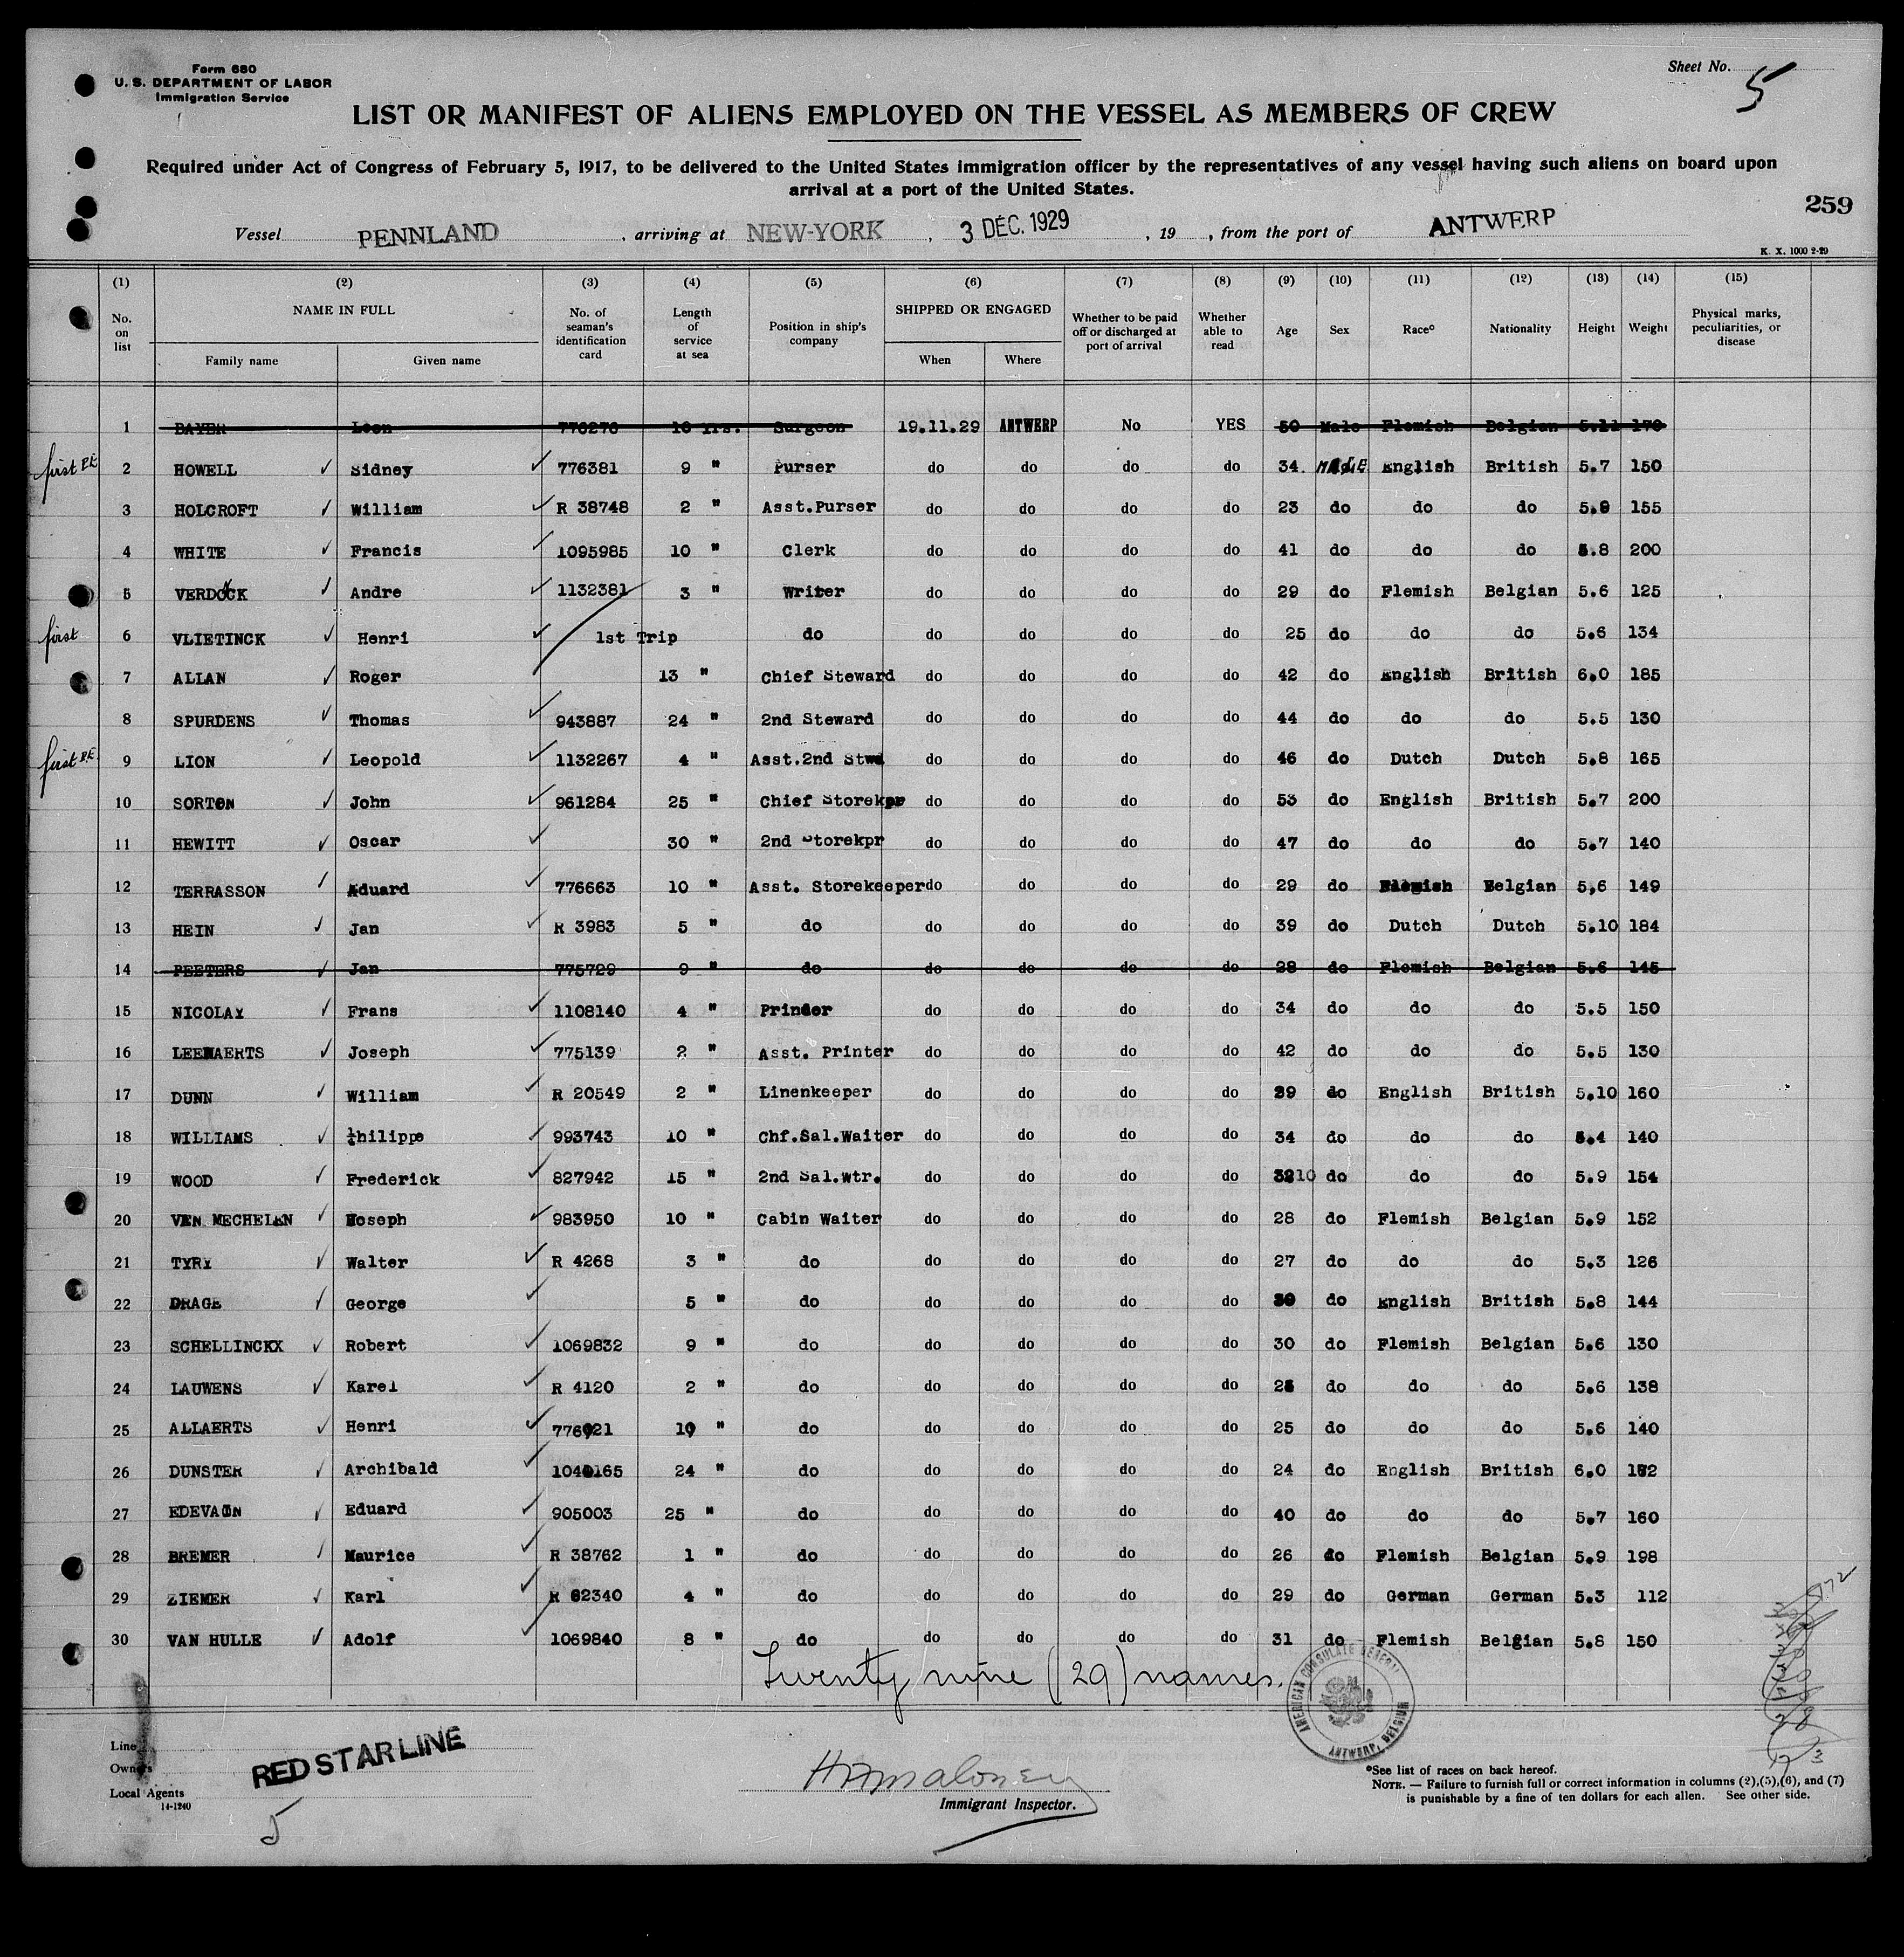 Form 680
U. S. DEPARTMENT OF LABOR
Immigration Service
Sheet No. 5
LIST OR MANIFEST OF ALIENS EMPLOYED ON THE VESSEL AS MEMBERS OF CREW
Required under Act of Congress of February 5, 1917, to be delivered to the United States immigration officer by the representatives of any vessel having such aliens on board upon
arrival at a port of the United States.
259
Vessel PENNLAND, arriving at NEW-YORK, 3 DÉC. 1929, 19 , from the port of ANTWERP
K. X. 1000 2-29
(1) (2) (3) (4) (5) (6) (7) (8) (9) (10) (11) (12) (13) (14) (15)
No. on list NAME IN FULL Family name Given name No. of seaman's identification card Length of service at sea Position in ship's company SHIPPED OR ENGAGED When Where Whether to be paid off or discharged at port of arrival Whether able to read Age Sex Race° Nationality Height Weight Physical marks, peculiarities, or disease
1 BAYER Leon 776276 10 Yrs. Surgeon 19.11.29 ANTWERP No YES 50 Male Flemish Belgian 5.11 170
first 2 HOWELL Sidney 776381 9 " Purser do do do do 34. MALE English British 5.7 150
3 HOLCROFT William R 38748 2 " Asst.Purser do do do do 23 do do do 5.9 155
4 WHITE Francis 1095985 10 " Clerk do do do do 41 do do do 5.8 200
5 VERDOCK Andre 1132381 3 " Writer do do do do 29 do Flemish Belgian 5.6 125
first 6 VLIETINCK Henri 1st Trip do do do do do 25 do do do 5.6 134
7 ALLAN Roger 13 " Chief Steward do do do do 42 do English British 6.0 185
8 SPURDENS Thomas 943887 24 " 2nd Steward do do do do 44 do do do 5.5 130
first 9 LION Leopold 1132267 4 " Asst.2nd Stwd do do do do 46 do Dutch Dutch 5.8 165
10 SORTON John 961284 25 " Chief Storekpr do do do do 53 do English British 5.7 200
11 HEWITT Oscar 30 " 2nd Storekpr do do do do 47 do do do 5.7 140
12 TERRASSON Eduard 776663 10 " Asst. Storekeeper do do do do 29 do Flemish Belgian 5,6 149
13 HEIN Jan R 3983 5 " do do do do do 39 do Dutch Dutch 5.10 184
14 PEETERS Jan 775729 9 " do do do do do 28 do Flemish Belgian 5.6 145
15 NICOLAY Frans 1108140 4 " Printer do do do do 34 do do do 5.5 150
16 LEENAERTS Joseph 775139 2 " Asst. Printer do do do do 42 do do do 5.5 130
17 DUNN William R 20549 2 " Linenkeeper do do do do 39 do English British 5.10 160
18 WILLIAMS Philippe 993743 10 " Chf.Sal.Waiter do do do do 34 do do do 5.4 140
19 WOOD Frederick 827942 15 " 2nd Sal.Wtr. do do do do do do do 5.9 154
20 VAN MECHELEN Joseph 983950 10 " Cabin Waiter do do do do 28 do Flemish Belgian 5.9 152
21 TYRY Walter R 4268 3 " do do do do do 27 do do do 5.3 126
22 DRAGE George 5 " do do do do do 30 do English British 5.8 144
23 SCHELLINCKX Robert 1069832 9 " do do do do do 30 do Flemish Belgian 5.6 130
24 LAUWENS Karel R 4120 2 " do do do do do do do do 5.6 138
25 ALLAERTS Henri 776021 10 " do do do do do 25 do do do 5.6 140
26 DUNSTER Archibald 24 " do do do do do 24 do English British 6.0
27 EDEVAIN Eduard 905003 25 " do do do do do 40 do do do 5.7 160
28 BREMER Maurice R 38762 1 " do do do do do 26 do Flemish Belgian 5.9 198
29 ZIEMER Karl R 62340 4 " do do do do do 29 do German German 5.3 112
30 VAN HULLE Adolf 1069840 8 " do do do do do 31 do Flemish Belgian 5.8 150
Twenty nine (29) names.
AMERICAN CONSULATE GENERAL
ANTWERP, BELGIUM
Line
Owners
Local Agents
RED STAR LINE
14-1240
5
Immigrant Inspector.
°See list of races on back hereof.
NOTE. — Failure to furnish full or correct information in columns (2),(5),(6), and (7)
is punishable by a fine of ten dollars for each alien. See other side.